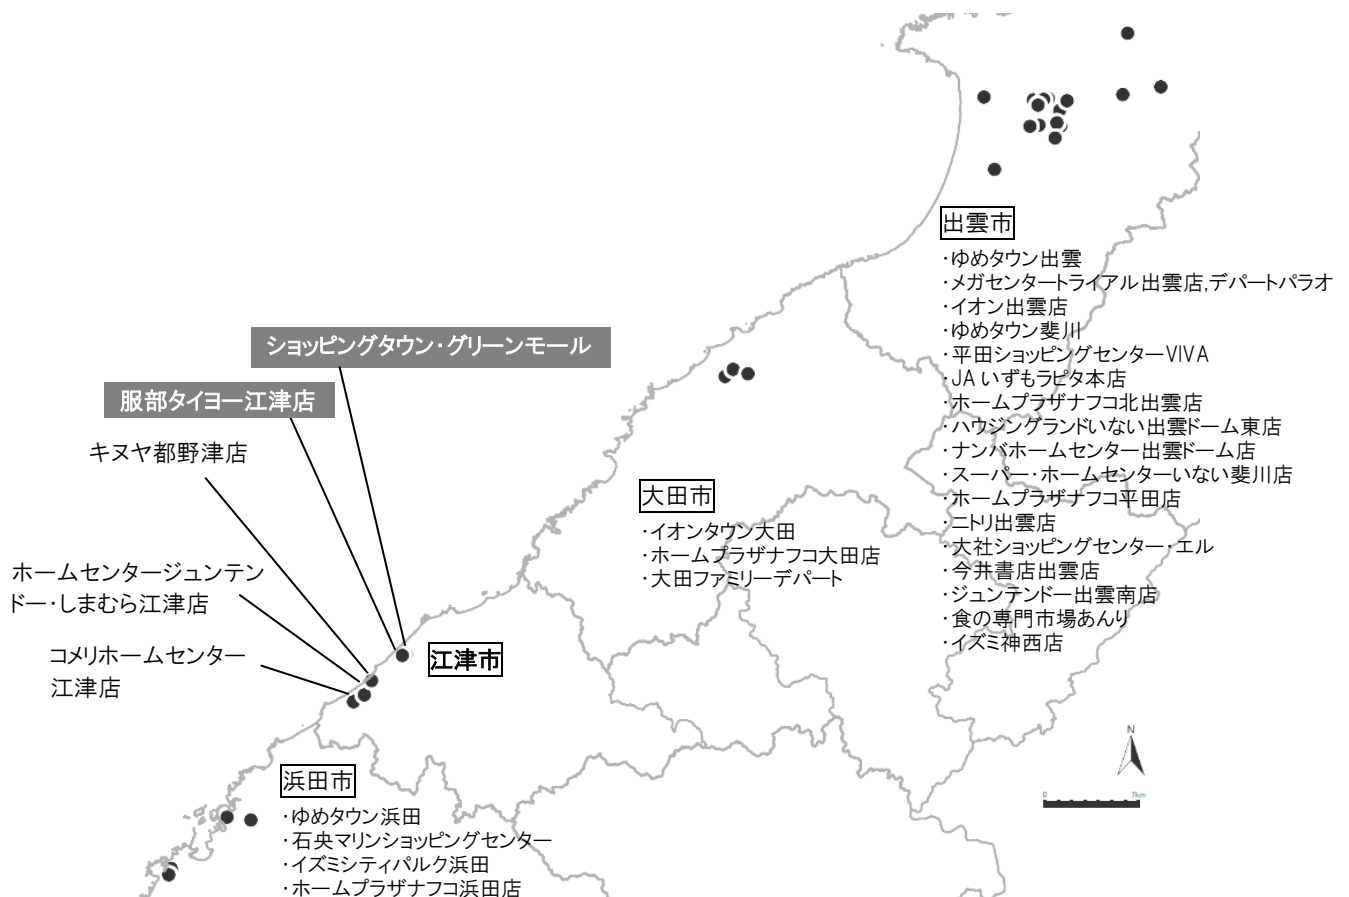 出雲市
・ゆめタウン出雲
・メガセンタートライアル出雲店,デパートパラオ
・イオン出雲店
・ゆめタウン斐川
・平田ショッピングセンターVIVA
・JAいずもラピタ本店
・ホームプラザナフコ北出雲店
・ハウジングランドいない出雲ドーム東店
・ナンバホームセンター出雲ドーム店
・スーパー・ホームセンターいない斐川店
・ホームプラザナフコ平田店
・ニトリ出雲店
・大社ショッピングセンター・エル
・今井書店出雲店
・ジュンテンドー出雲南店
・食の専門市場あんり
・イズミ神西店
ショッピングタウン・グリーンモール
服部タイヨー江津店
キヌヤ都野津店
ホームセンタージュンテン
ドー・しまむら江津店
コメリホームセンター
江津店
江津市
大田市
・イオンタウン大田
・ホームプラザナフコ大田店
・大田ファミリーデパート
浜田市
・ゆめタウン浜田
・石央マリンショッピングセンター
・イズミシティパルク浜田
・ホームプラザナフコ浜田店
N
0 7km